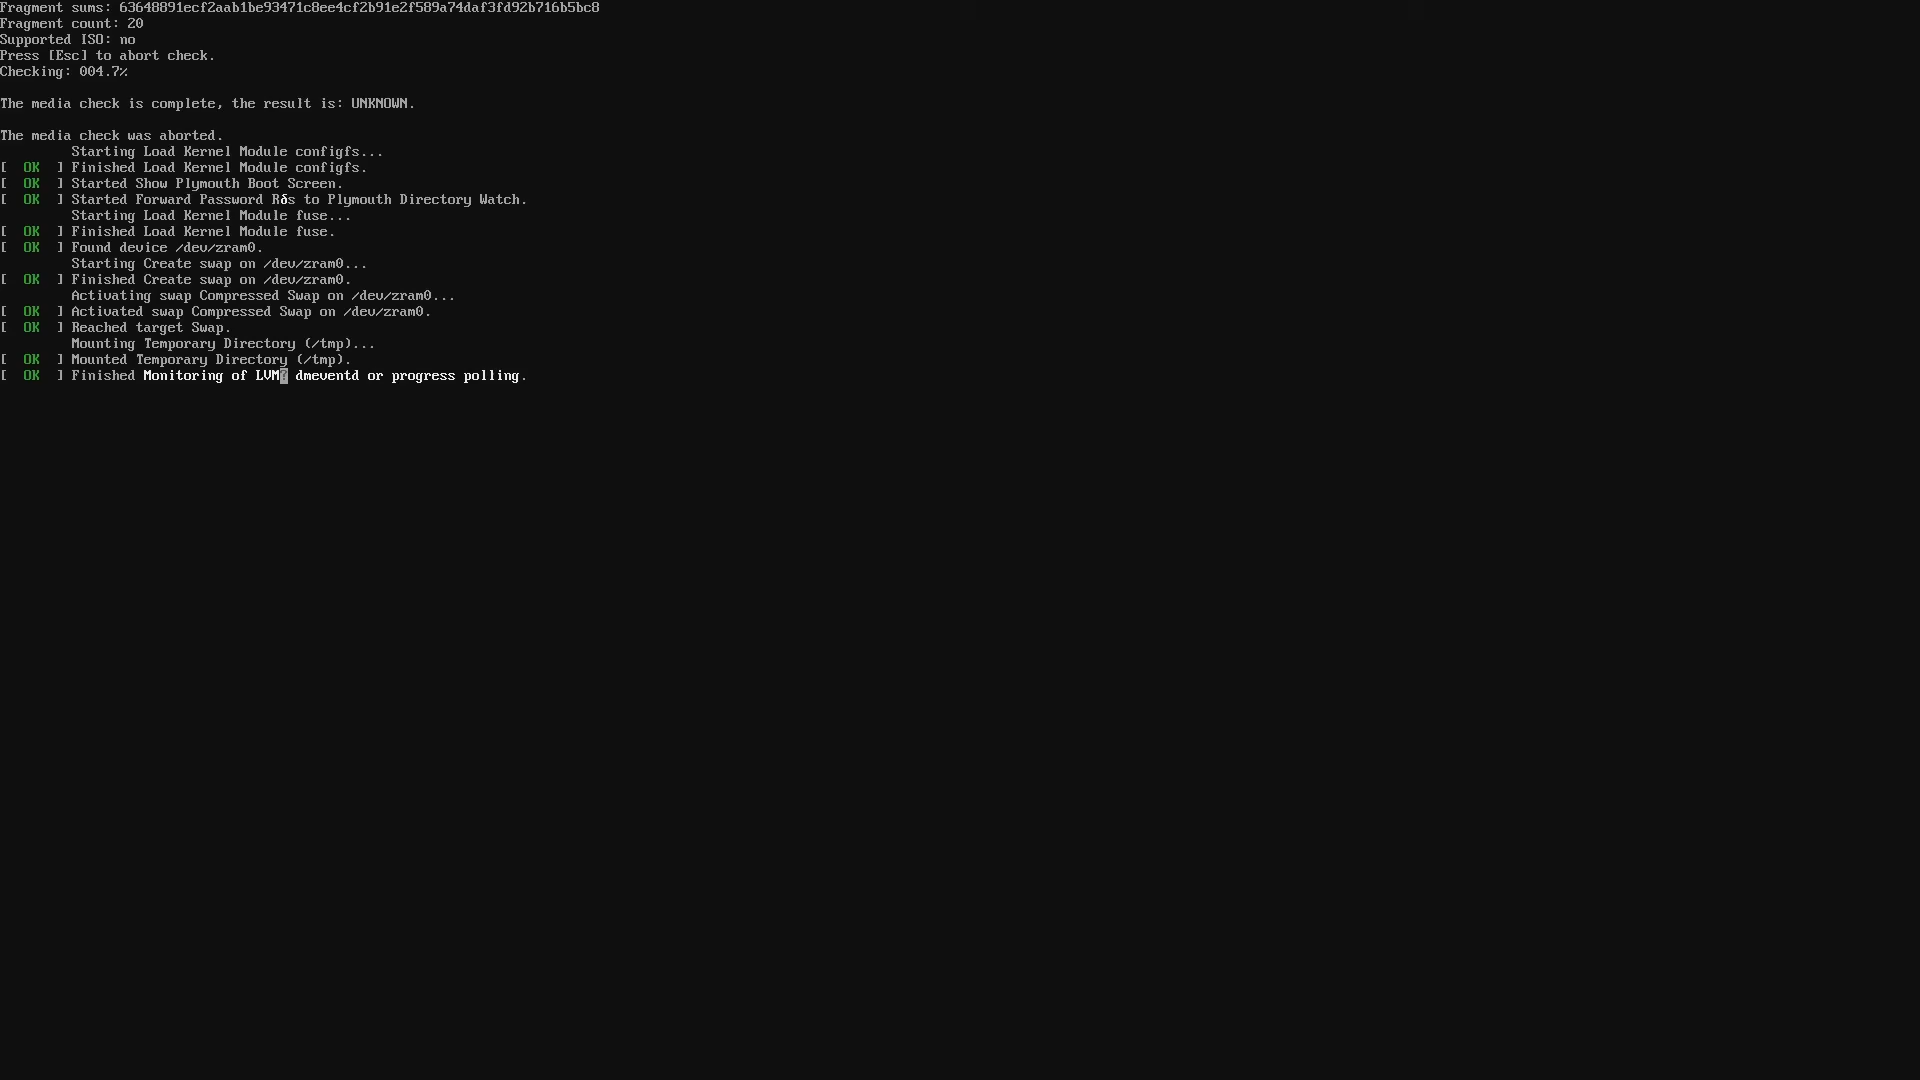 Fragment sums: 63648891ecf2aab1be93471c8ee4cf2b91e2f589a74daf3fd92b716b5bc8
Fragment count: 20
Supported ISO: no
Press [Esc] to abort check.
Checking: 004.7%
The media check is complete, the result is: UNKNOWN.
The media check was aborted.
Starting Load Kernel Module configfs...
[  OK  ] Finished Load Kernel Module configfs.
[  OK  ] Started Show Plymouth Boot Screen.
[  OK  ] Started Forward Password Rδs to Plymouth Directory Watch.
Starting Load Kernel Module fuse...
[  OK  ] Finished Load Kernel Module fuse.
[  OK  ] Found device /dev/zram0.
Starting Create swap on /dev/zram0...
[  OK  ] Finished Create swap on /dev/zram0.
Activating swap Compressed Swap on /dev/zram0...
[  OK  ] Activated swap Compressed Swap on /dev/zram0.
[  OK  ] Reached target Swap.
Mounting Temporary Directory (/tmp)...
[  OK  ] Mounted Temporary Directory (/tmp).
[  OK  ] Finished Monitoring of LVM? dmeventd or progress polling.